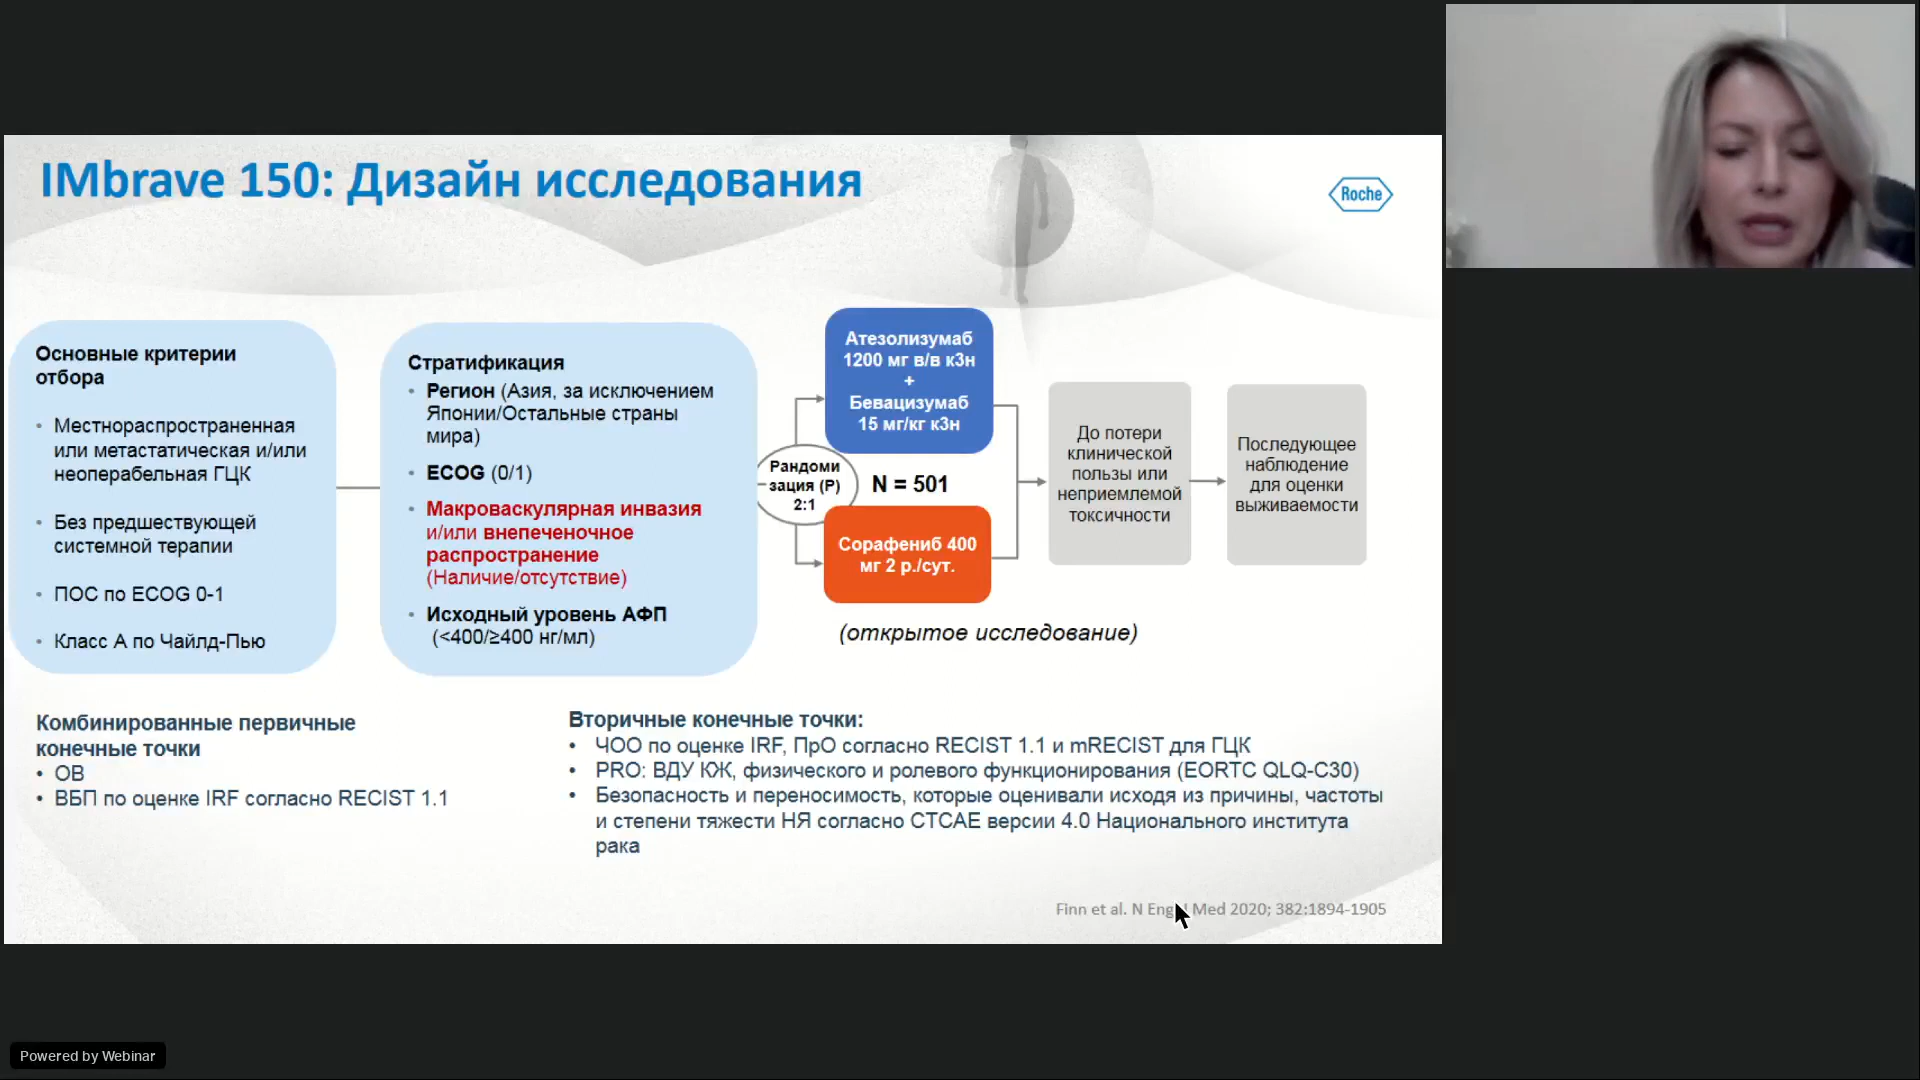 IMbrave 150: Дизайн исследования
Roche
Основные критерии
отбора
• Местнораспространенная
или метастатическая и/или
неоперабельная ГЦК
• Без предшествующей
системной терапии
• ПОС по ECOG 0-1
• Класс А по Чайлд-Пью
Стратификация
• Регион (Азия, за исключением
Японии/Остальные страны
мира)
• ECOG (0/1)
• Макроваскулярная инвазия
и/или внепеченочное
распространение
(Наличие/отсутствие)
• Исходный уровень АФП
(<400/≥400 нг/мл)
Рандоми
зация (Р)
2:1
Атезолизумаб
1200 мг в/в к3н
+
Бевацизумаб
15 мг/кг к3н
N = 501
Сорафениб 400
мг 2 р./сут.
(открытое исследование)
До потери
клинической
пользы или
неприемлемой
токсичности
Последующее
наблюдение
для оценки
выживаемости
Комбинированные первичные
конечные точки
• ОВ
• ВБП по оценке IRF согласно RECIST 1.1
Вторичные конечные точки:
• ЧОО по оценке IRF, ПрО согласно RECIST 1.1 и mRECIST для ГЦК
• PRO: ВДУ КЖ, физического и ролевого функционирования (EORTC QLQ-C30)
• Безопасность и переносимость, которые оценивали исходя из причины, частоты
и степени тяжести НЯ согласно СТСАЕ версии 4.0 Национального института
рака
Finn et al. N Eng Med 2020; 382:1894-1905
Powered by Webinar